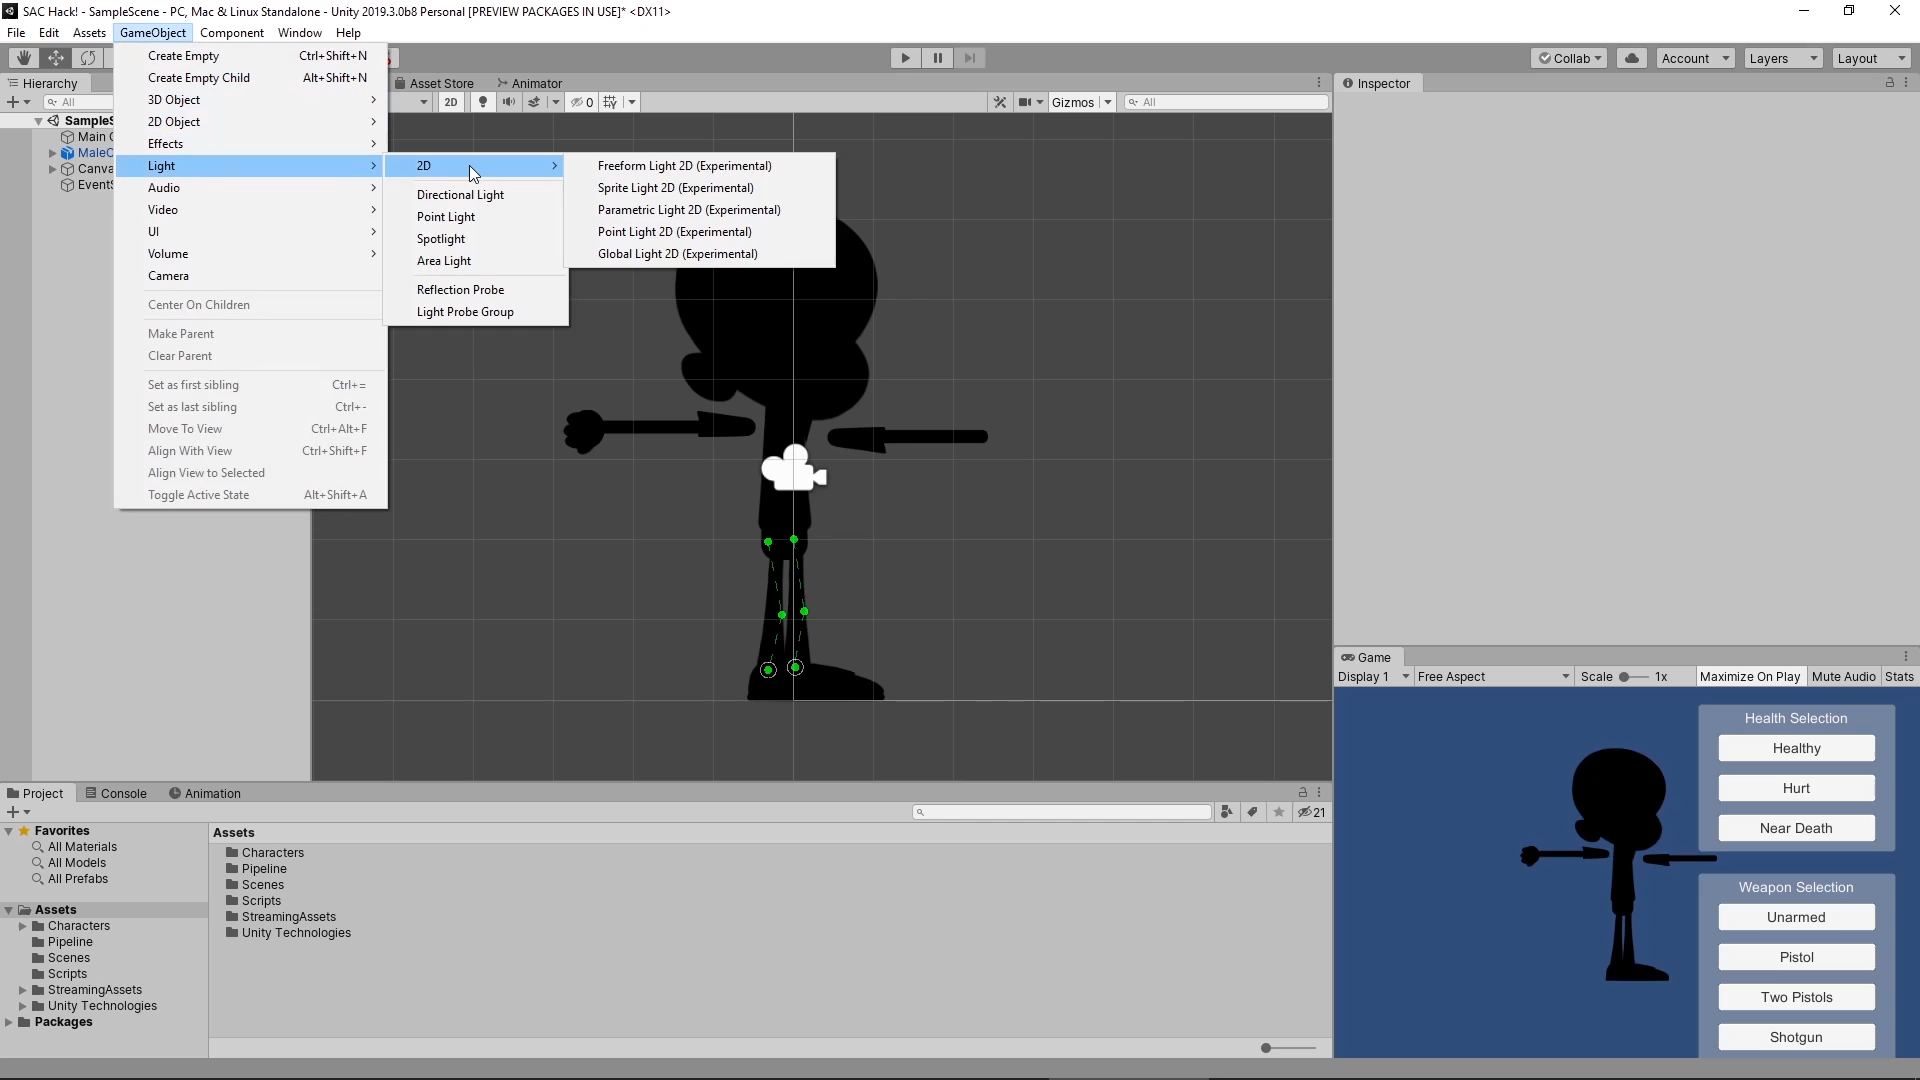 SAC Hack! - SampleScene - PC, Mac & Linux Standalone - Unity 2019.3.0b8 Personal [PREVIEW PACKAGES IN USE]* <DX11>
File Edit Assets GameObject Component Window Help
Collab Account Layers Layout
Hierarchy
All
SampleS
Main C
MaleC
Canva
EventS
Create Empty Ctrl+Shift+N
Create Empty Child Alt+Shift+N
3D Object
2D Object
Effects
Light
Audio
Video
UI
Volume
Camera
Center On Children
Make Parent
Clear Parent
Set as first sibling Ctrl+=
Set as last sibling Ctrl+-
Move To View Ctrl+Alt+F
Align With View Ctrl+Shift+F
Align View to Selected
Toggle Active State Alt+Shift+A
2D
Directional Light
Point Light
Spotlight
Area Light
Reflection Probe
Light Probe Group
Freeform Light 2D (Experimental)
Sprite Light 2D (Experimental)
Parametric Light 2D (Experimental)
Point Light 2D (Experimental)
Global Light 2D (Experimental)
Asset Store Animator
2D 0 Gizmos All
Inspector
Game
Display 1 Free Aspect Scale 1x Maximize On Play Mute Audio Stats
Health Selection
Healthy
Hurt
Near Death
Weapon Selection
Unarmed
Pistol
Two Pistols
Shotgun
Project Console Animation
21
Favorites
All Materials
All Models
All Prefabs
Assets
Characters
Pipeline
Scenes
Scripts
StreamingAssets
Unity Technologies
Packages
Assets
Characters
Pipeline
Scenes
Scripts
StreamingAssets
Unity Technologies